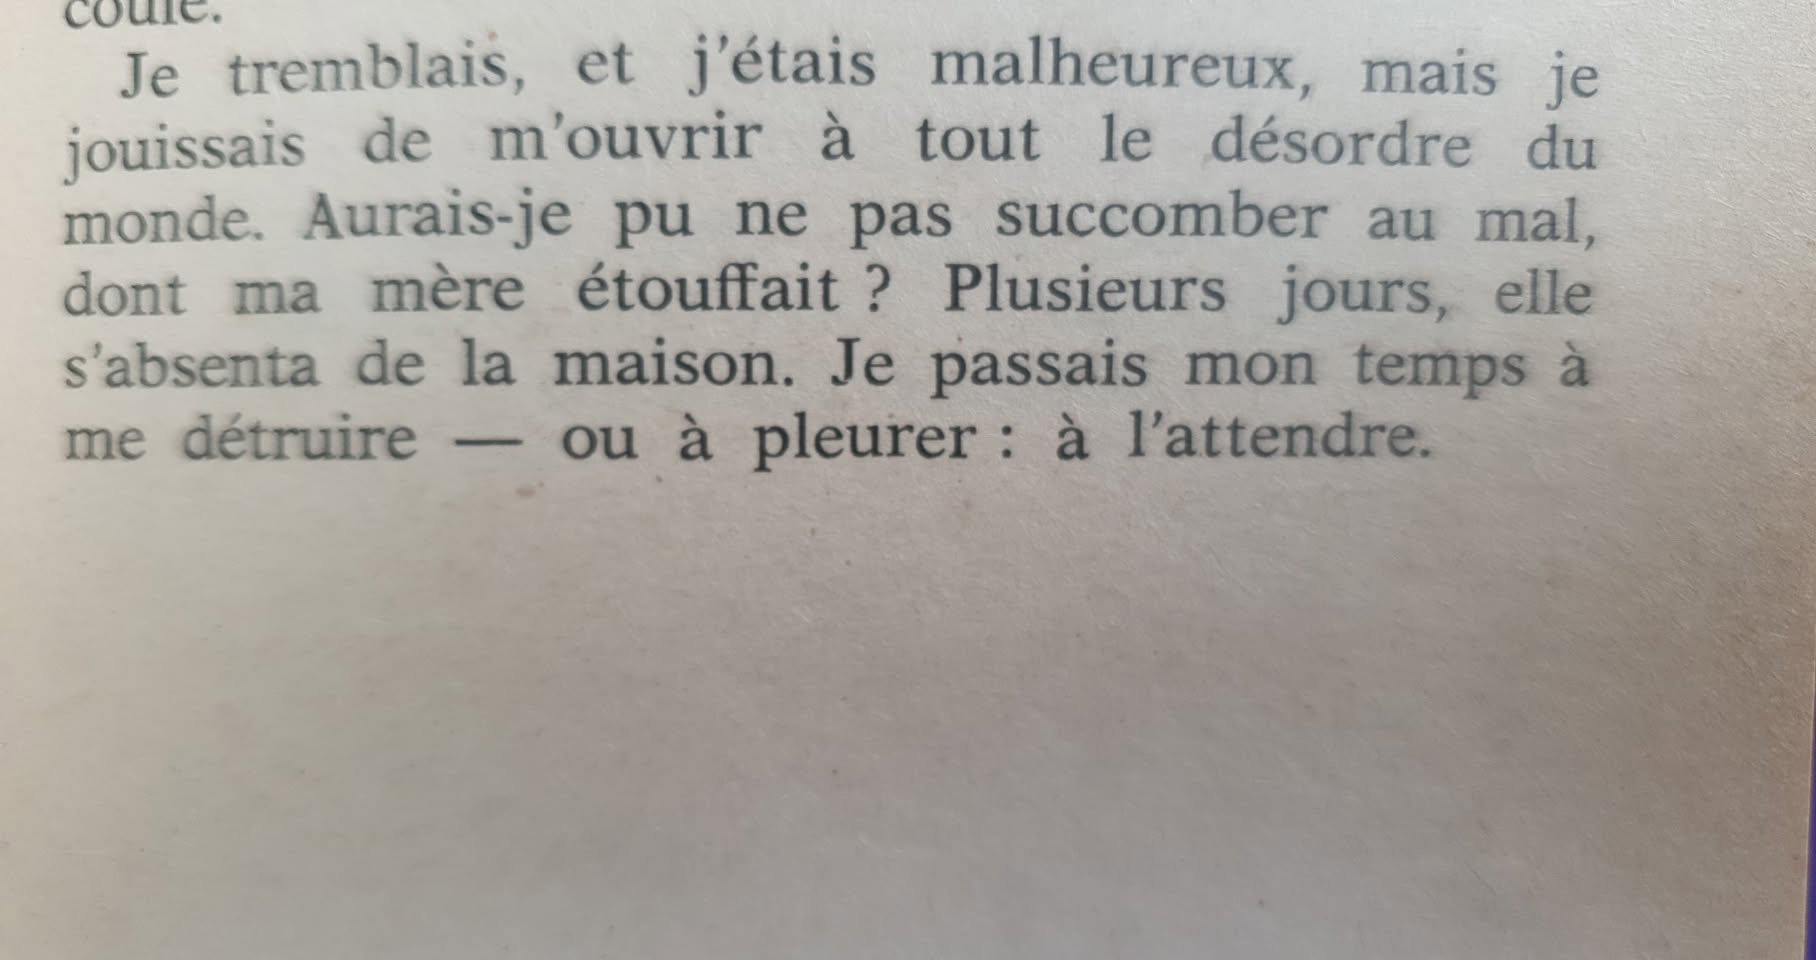 coule.
Je tremblais, et j'étais malheureux, mais je
jouissais de m'ouvrir à tout le désordre du
monde. Aurais-je pu ne pas succomber au mal,
dont ma mère étouffait ? Plusieurs jours, elle
s'absenta de la maison. Je passais mon temps à
me détruire — ou à pleurer : à l'attendre.